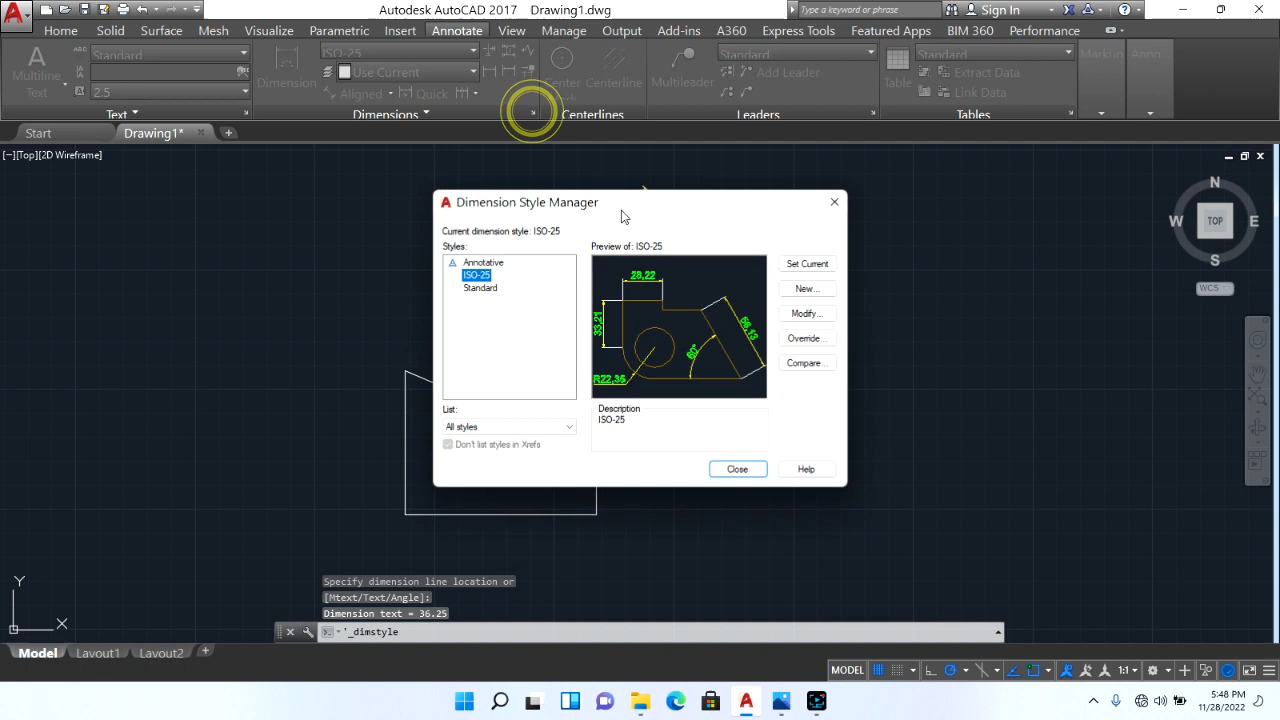 Autodesk AutoCAD 2017 Drawing1.dwg
Type a keyword or phrase
Sign In
Home Solid Surface Mesh Visualize Parametric Insert Annotate View Manage Output Add-ins A360 Express Tools Featured Apps BIM 360 Performance
Multiline
Text
Standard
2.5
Dimension
ISO-25
Use Current
Aligned
Quick
Center
Centerline
Multileader
Standard
Add Leader
Table
Standard
Extract Data
Link Data
Markup
Anno...
Text
Dimensions
Centerlines
Leaders
Tables
Start
Drawing1*
[−][Top][2D Wireframe]
N
W
TOP
E
S
WCS
Dimension Style Manager
Current dimension style: ISO-25
Styles:
Annotative
ISO-25
Standard
Preview of: ISO-25
28,22
33,21
56,13
60°
R22,35
Set Current
New...
Modify...
Override...
Compare...
List:
All styles
Don't list styles in Xrefs
Description
ISO-25
Close
Help
Y
X
Specify dimension line location or
[Mtext/Text/Angle]:
Dimension text = 36.25
'_dimstyle
Model Layout1 Layout2
MODEL
1:1
5:48 PM
11/28/2022